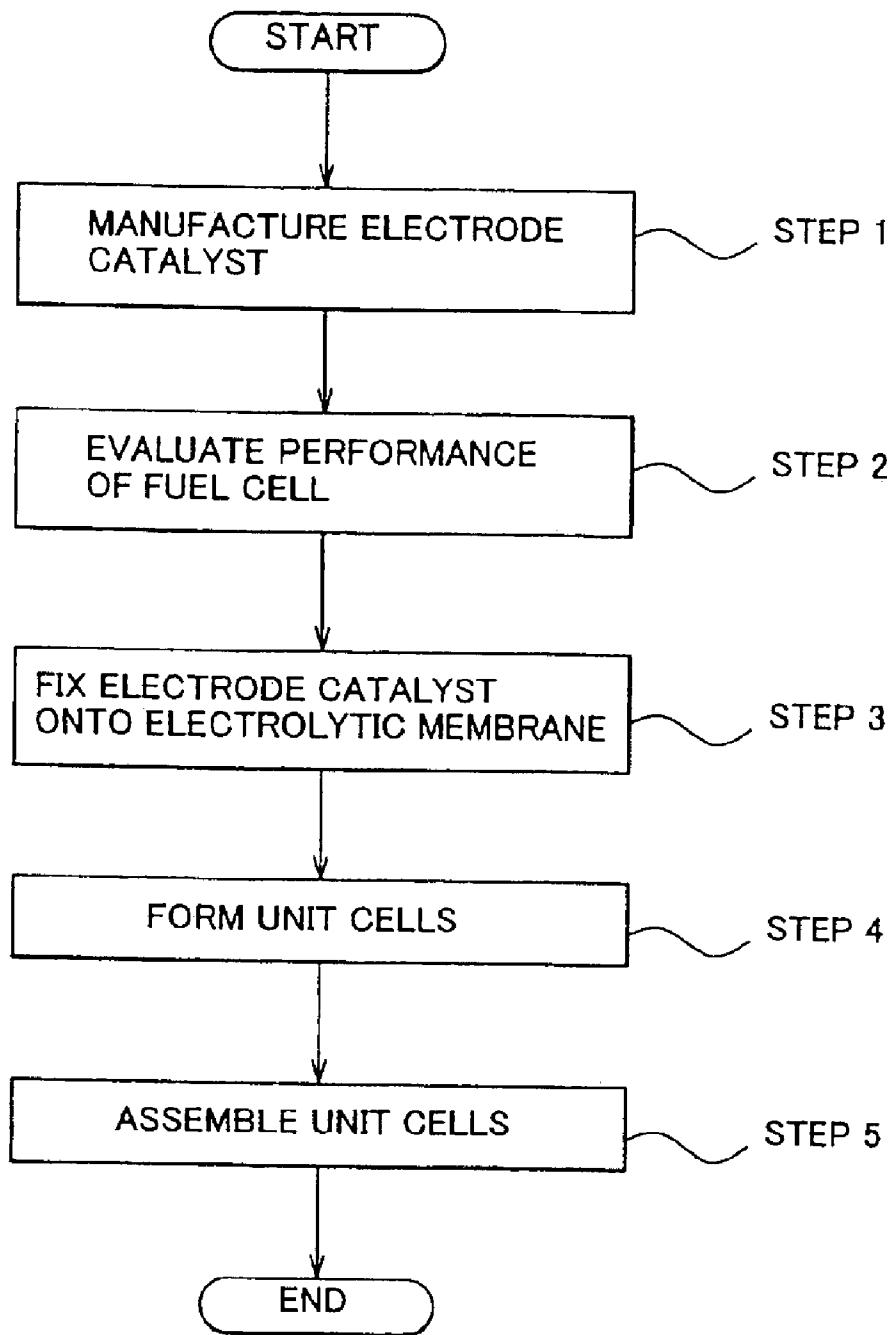 START
MANUFACTURE ELECTRODE
CATALYST
STEP 1
EVALUATE PERFORMANCE
OF FUEL CELL
STEP 2
FIX ELECTRODE CATALYST
ONTO ELECTROLYTIC MEMBRANE
STEP 3
FORM UNIT CELLS
STEP 4
ASSEMBLE UNIT CELLS
STEP 5
END